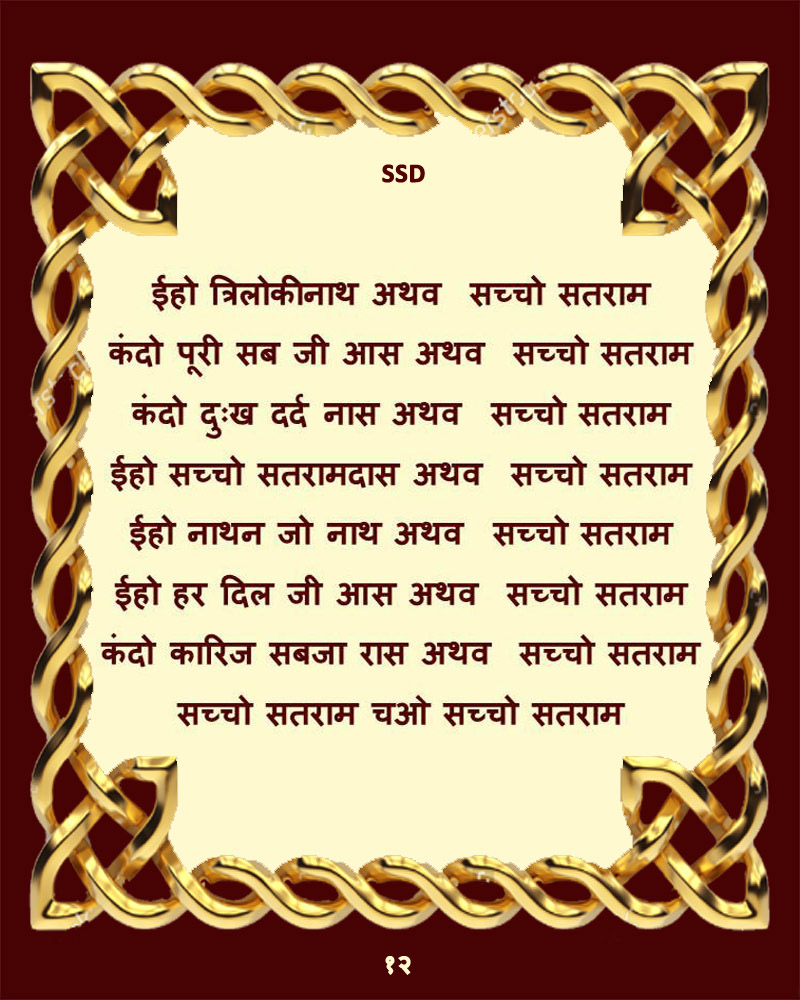 SSD
ईहो त्रिलोकीनाथ अथव सच्चो सतराम
कंदो पूरी सब जी आस अथव सच्चो सतराम
कंदो दुःख दर्द नास अथव सच्चो सतराम
ईहो सच्चो सतरामदास अथव सच्चो सतराम
ईहो नाथन जो नाथ अथव सच्चो सतराम
ईहो हर दिल जी आस अथव सच्चो सतराम
कंदो कारिज सबजा रास अथव सच्चो सतराम
सच्चो सतराम चओ सच्चो सतराम
१२